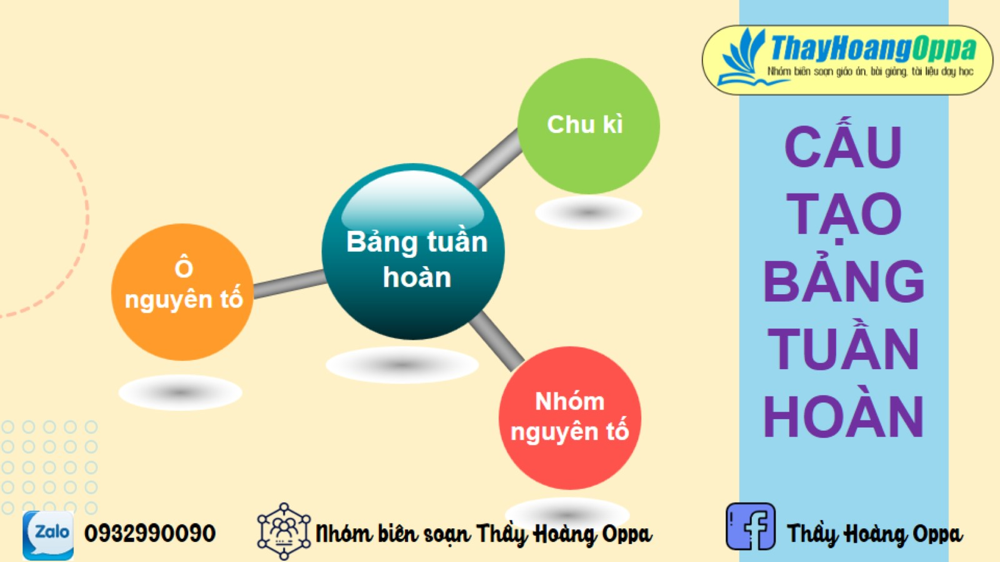 ThayHoangOppa
Nhóm biên soạn giáo án, bài giảng, tài liệu dạy học
CẤU
TẠO
BẢNG
TUẦN
HOÀN
Chu kì
Bảng tuần
hoàn
Ô
nguyên tố
Nhóm
nguyên tố
Zalo
0932990090
Nhóm biên soạn Thầy Hoàng Oppa
Thầy Hoàng Oppa